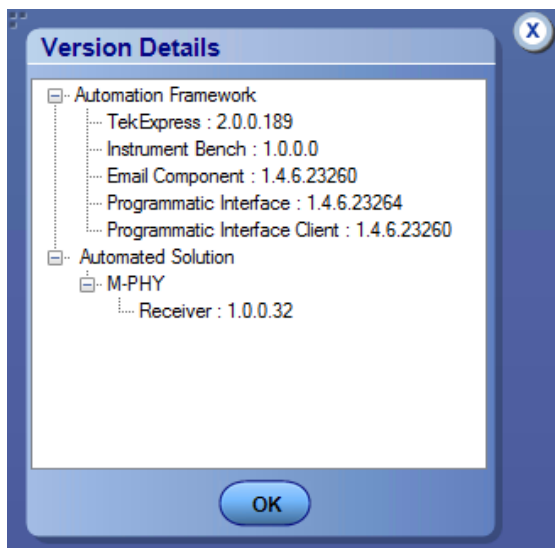 Version Details
X
Automation Framework
TekExpress : 2.0.0.189
Instrument Bench : 1.0.0.0
Email Component : 1.4.6.23260
Programmatic Interface : 1.4.6.23264
Programmatic Interface Client : 1.4.6.23260
Automated Solution
M-PHY
Receiver : 1.0.0.32
OK